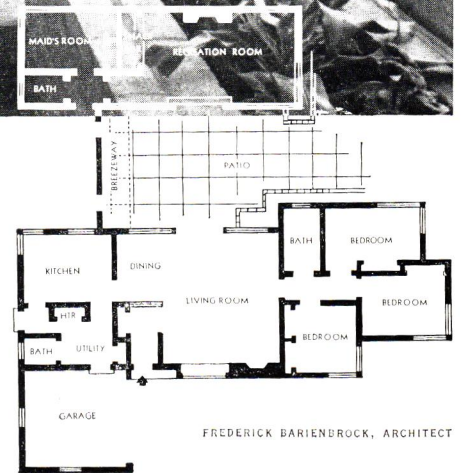 MAID'S ROOM
RECREATION ROOM
BATH
BREEZEWAY
PATIO
BATH
BEDROOM
KITCHEN
DINING
LIVING ROOM
BEDROOM
HTR
BATH
UTILITY
BEDROOM
GARAGE
FREDERICK BARIENBROCK, ARCHITECT